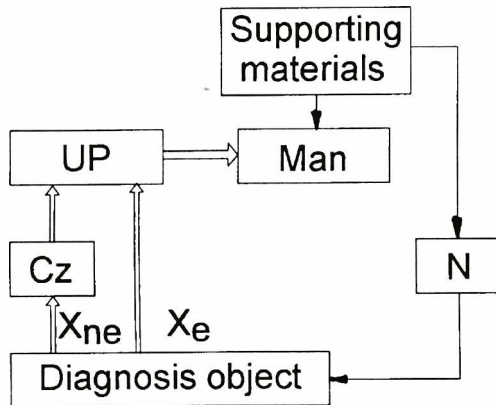 Supporting
materials
UP
Man
Cz
N
Xne
Xe
Diagnosis object